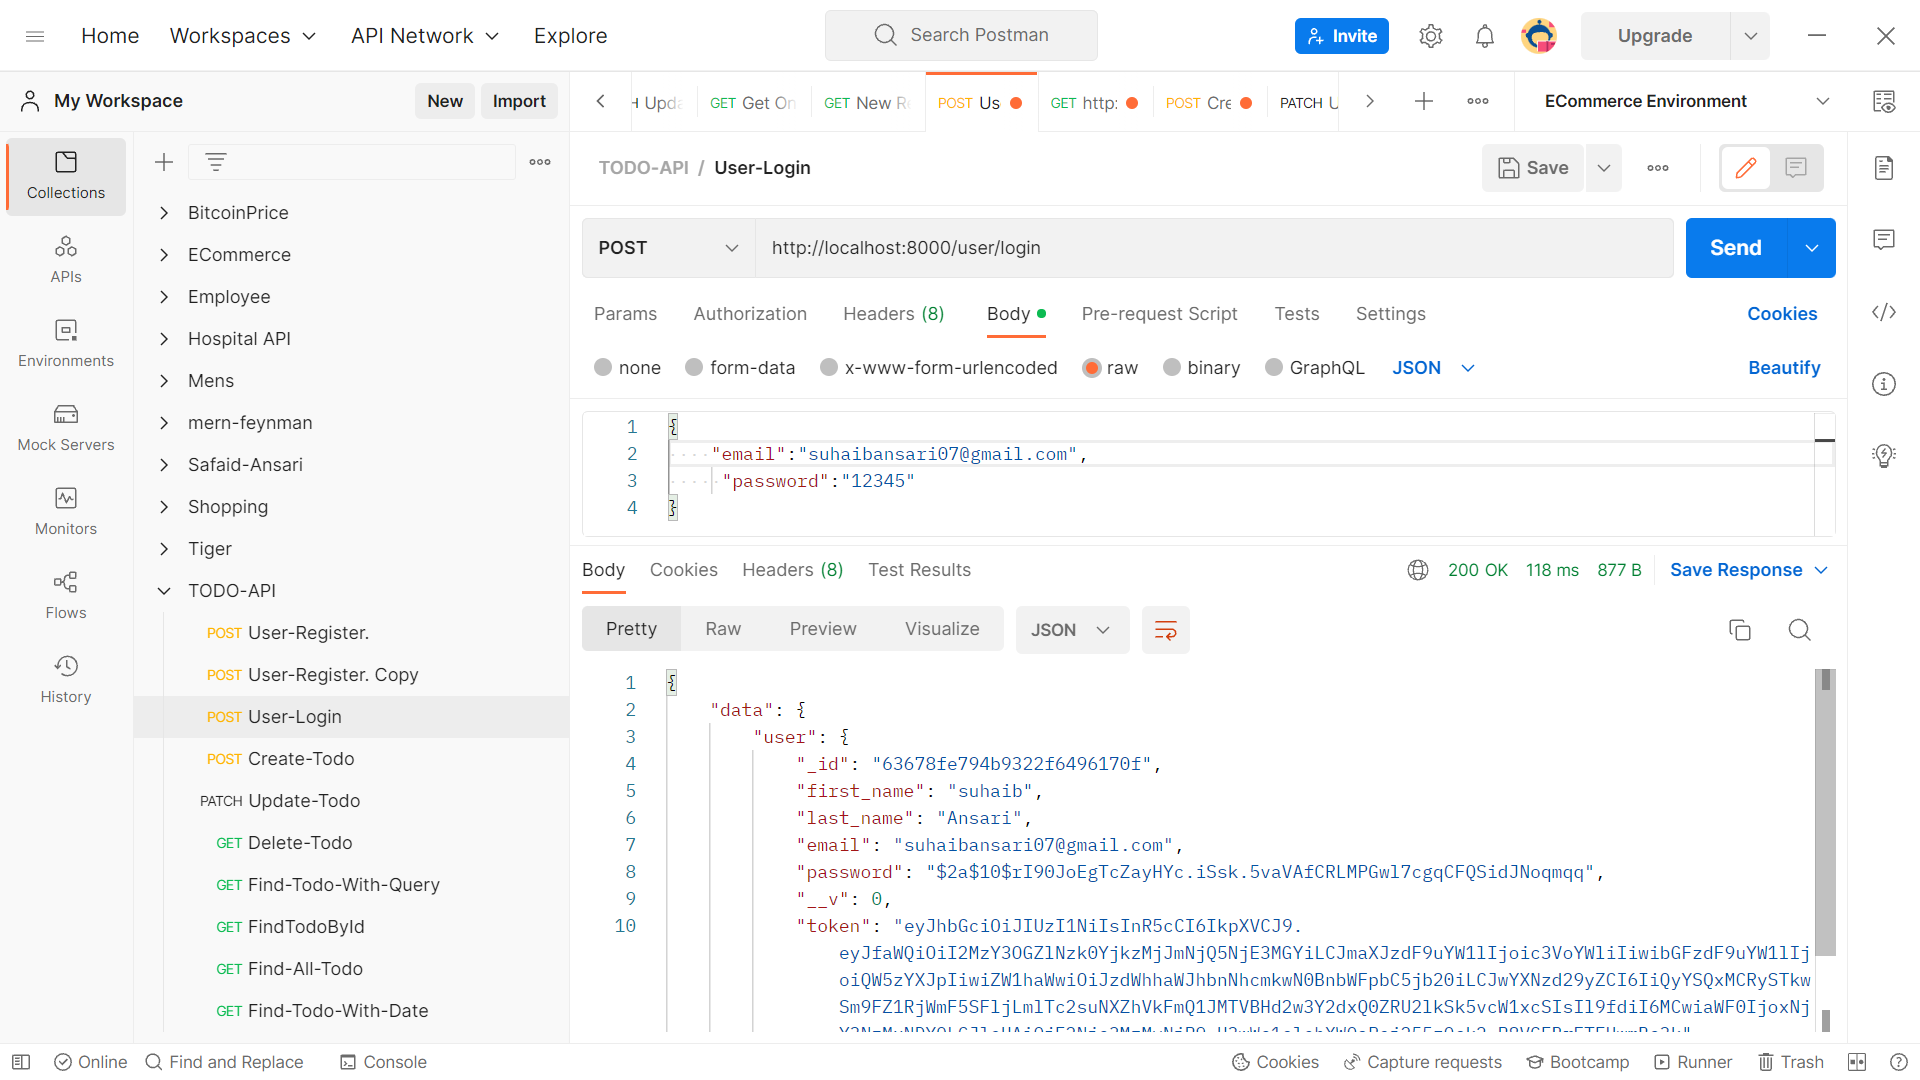 Home Workspaces API Network Explore Search Postman Invite Upgrade
My Workspace New Import
Upda GET Get On GET New Re POST Us GET http: POST Cre PATCH U ECommerce Environment
Collections
APIs
Environments
Mock Servers
Monitors
Flows
History
BitcoinPrice
ECommerce
Employee
Hospital API
Mens
mern-feynman
Safaid-Ansari
Shopping
Tiger
TODO-API
POST User-Register.
POST User-Register. Copy
POST User-Login
POST Create-Todo
PATCH Update-Todo
GET Delete-Todo
GET Find-Todo-With-Query
GET FindTodoById
GET Find-All-Todo
GET Find-Todo-With-Date
TODO-API / User-Login Save
POST http://localhost:8000/user/login Send
Params Authorization Headers (8) Body Pre-request Script Tests Settings Cookies
none form-data x-www-form-urlencoded raw binary GraphQL JSON Beautify
1 {
2 "email":"suhaibansari07@gmail.com",
3 "password":"12345"
4 }
Body Cookies Headers (8) Test Results 200 OK 118 ms 877 B Save Response
Pretty Raw Preview Visualize JSON
1 {
2 "data": {
3 "user": {
4 "_id": "63678fe794b9322f6496170f",
5 "first_name": "suhaib",
6 "last_name": "Ansari",
7 "email": "suhaibansari07@gmail.com",
8 "password": "$2a$10$rI90JoEgTcZayHYc.iSsk.5vaVAfCRLMPGwl7cgqCFQSidJNoqmqq",
9 "__v": 0,
10 "token": "eyJhbGciOiJIUzI1NiIsInR5cCI6IkpXVCJ9.
eyJfaWQiOiI2MzY3OGZlNzk0YjkzMjJmNjQ5NjE3MGYiLCJmaXJzdF9uYW1lIjoic3VoYWliIiwibGFzdF9uYW1lIj
oiQW5zYXJpIiwiZW1haWwiOiJzdWhhaWJhbnNhcmkwN0BnbWFpbC5jb20iLCJwYXNzd29yZCI6IiQyYSQxMCRySTkw
Sm9FZ1RjWmF5SFljLmlTc2suNXZhVkFmQ1JMTVBHd2w3Y2dxQ0ZRU2lkSk5vcW1xcSIsIl9fdiI6MCwiaWF0IjoxNj
Online Find and Replace Console Cookies Capture requests Bootcamp Runner Trash